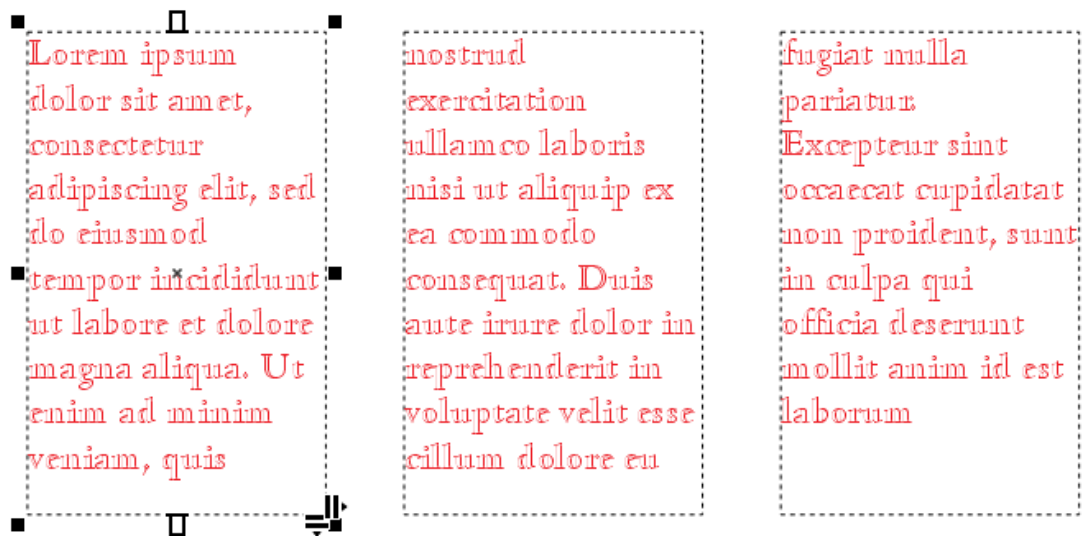 Lorem ipsum
dolor sit amet,
consectetur
adipiscing elit, sed
do eiusmod
tempor incididunt
ut labore et dolore
magna aliqua. Ut
enim ad minim
veniam, quis
nostrud
exercitation
ullamco laboris
nisi ut aliquip ex
ea commodo
consequat. Duis
aute irure dolor in
reprehenderit in
voluptate velit esse
cillum dolore eu
fugiat nulla
pariatur.
Excepteur sint
occaecat cupidatat
non proident, sunt
in culpa qui
officia deserunt
mollit anim id est
laborum